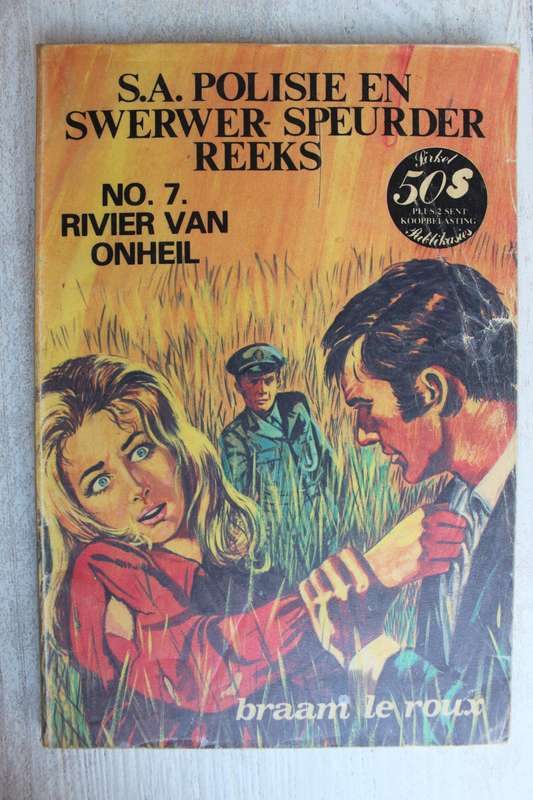 S.A. POLISIE EN
SWERWER-SPEURDER
REEKS
NO. 7.
RIVIER VAN
ONHEIL
Sirkel
50s
PLUS 2 SENT
KOOPBELASTING
Publikasies
braam le roux